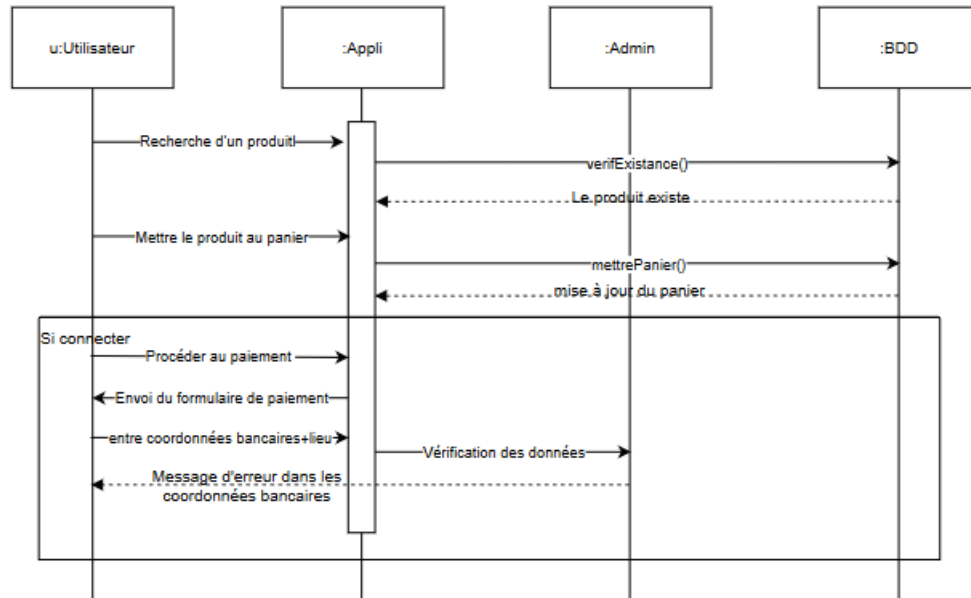 u:Utilisateur
:Appli
:Admin
:BDD
Recherche d'un produitl
verifExistance()
Le produit existe
Mettre le produit au panier
mettrePanier()
mise à jour du panier
Si connecter
Procéder au paiement
Envoi du formulaire de paiement
entre coordonnées bancaires+lieu
Vérification des données
Message d'erreur dans les
coordonnées bancaires